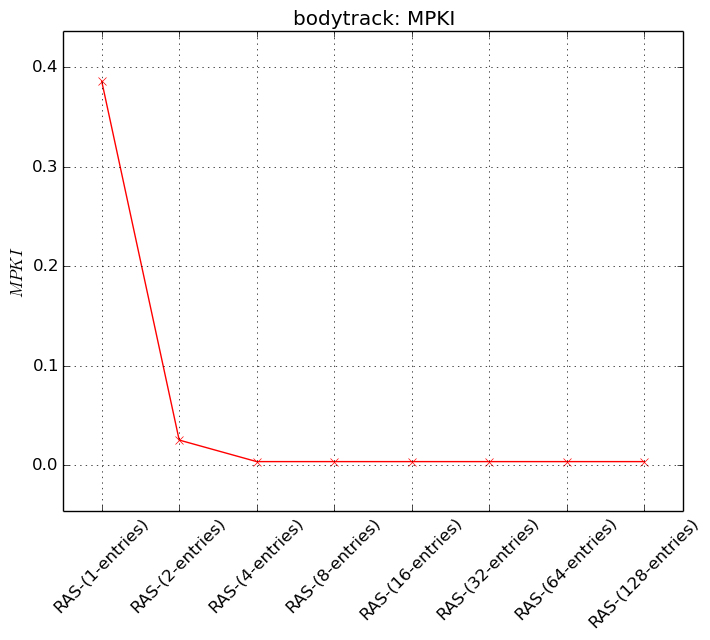 bodytrack: MPKI
0.4
0.3
0.2
0.1
0.0
MPKI
RAS-(1-entries)
RAS-(2-entries)
RAS-(4-entries)
RAS-(8-entries)
RAS-(16-entries)
RAS-(32-entries)
RAS-(64-entries)
RAS-(128-entries)